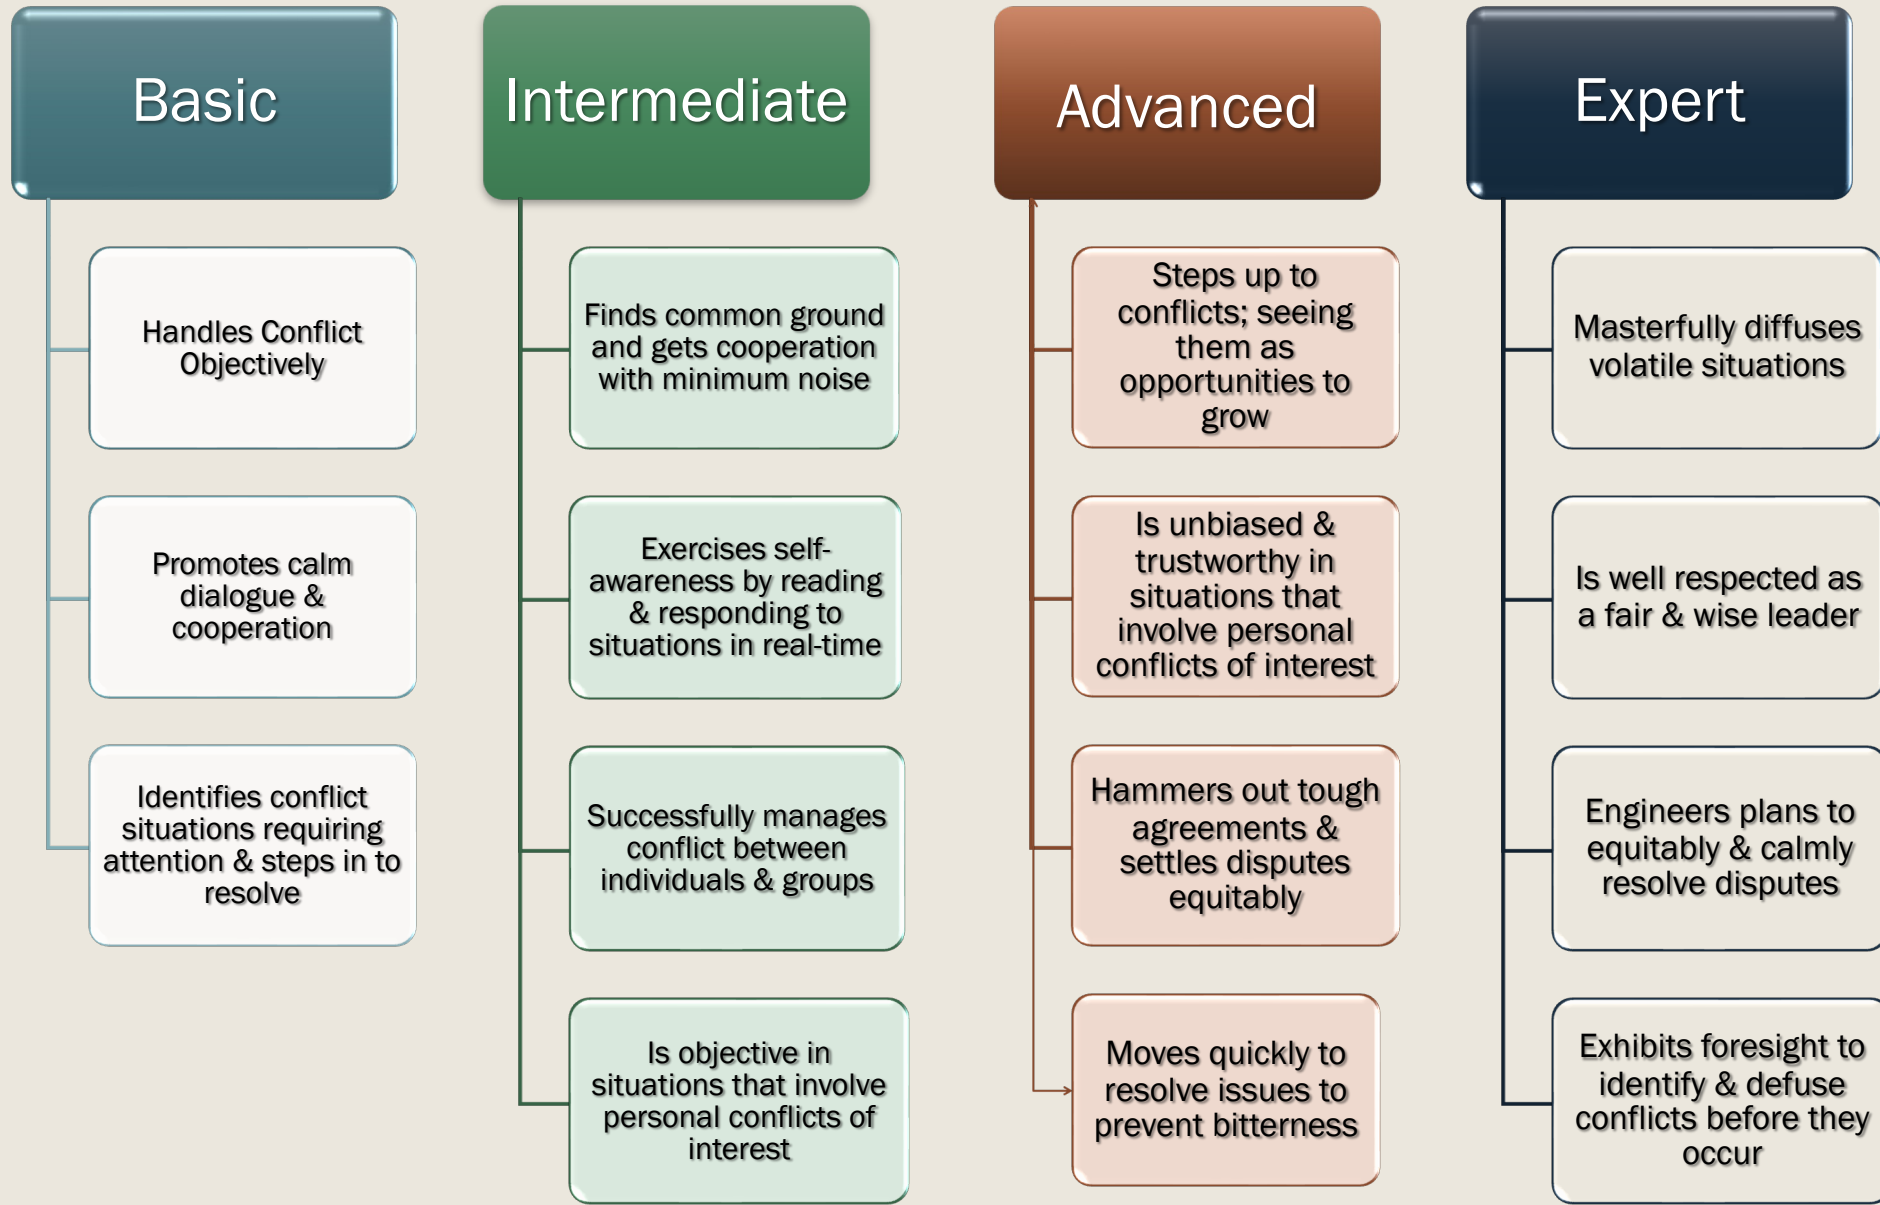 Basic
Handles Conflict
Objectively
Promotes calm
dialogue &
cooperation
Identifies conflict
situations requiring
attention & steps in to
resolve
Intermediate
Finds common ground
and gets cooperation
with minimum noise
Exercises self-
awareness by reading
& responding to
situations in real-time
Successfully manages
conflict between
individuals & groups
Is objective in
situations that involve
personal conflicts of
interest
Advanced
Steps up to
conflicts; seeing
them as
opportunities to
grow
Is unbiased &
trustworthy in
situations that
involve personal
conflicts of interest
Hammers out tough
agreements &
settles disputes
equitably
Moves quickly to
resolve issues to
prevent bitterness
Expert
Masterfully diffuses
volatile situations
Is well respected as
a fair & wise leader
Engineers plans to
equitably & calmly
resolve disputes
Exhibits foresight to
identify & defuse
conflicts before they
occur